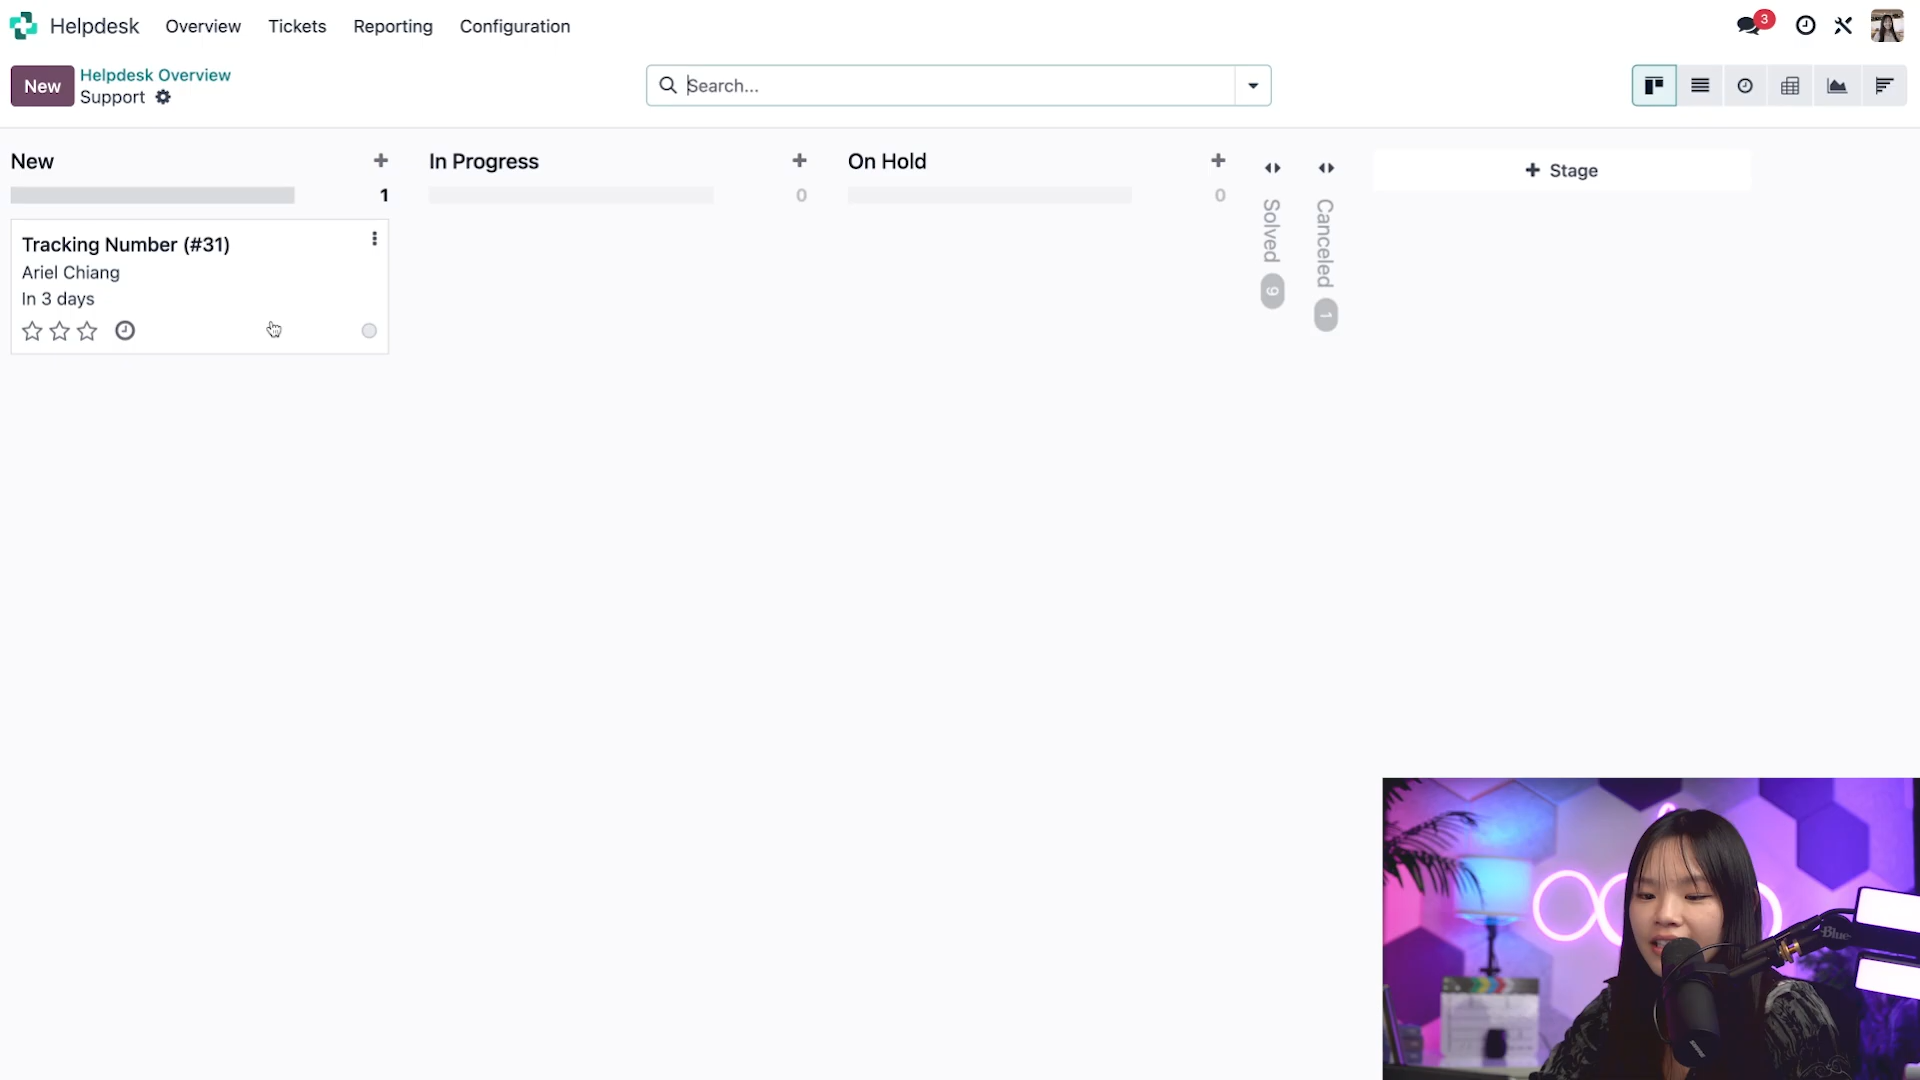 Helpdesk Overview Tickets Reporting Configuration
3
New
Helpdesk Overview
Support
Search...
New
1
In Progress
0
On Hold
0
Solved
9
Canceled
1
Stage
Tracking Number (#31)
Ariel Chiang
In 3 days
Blue